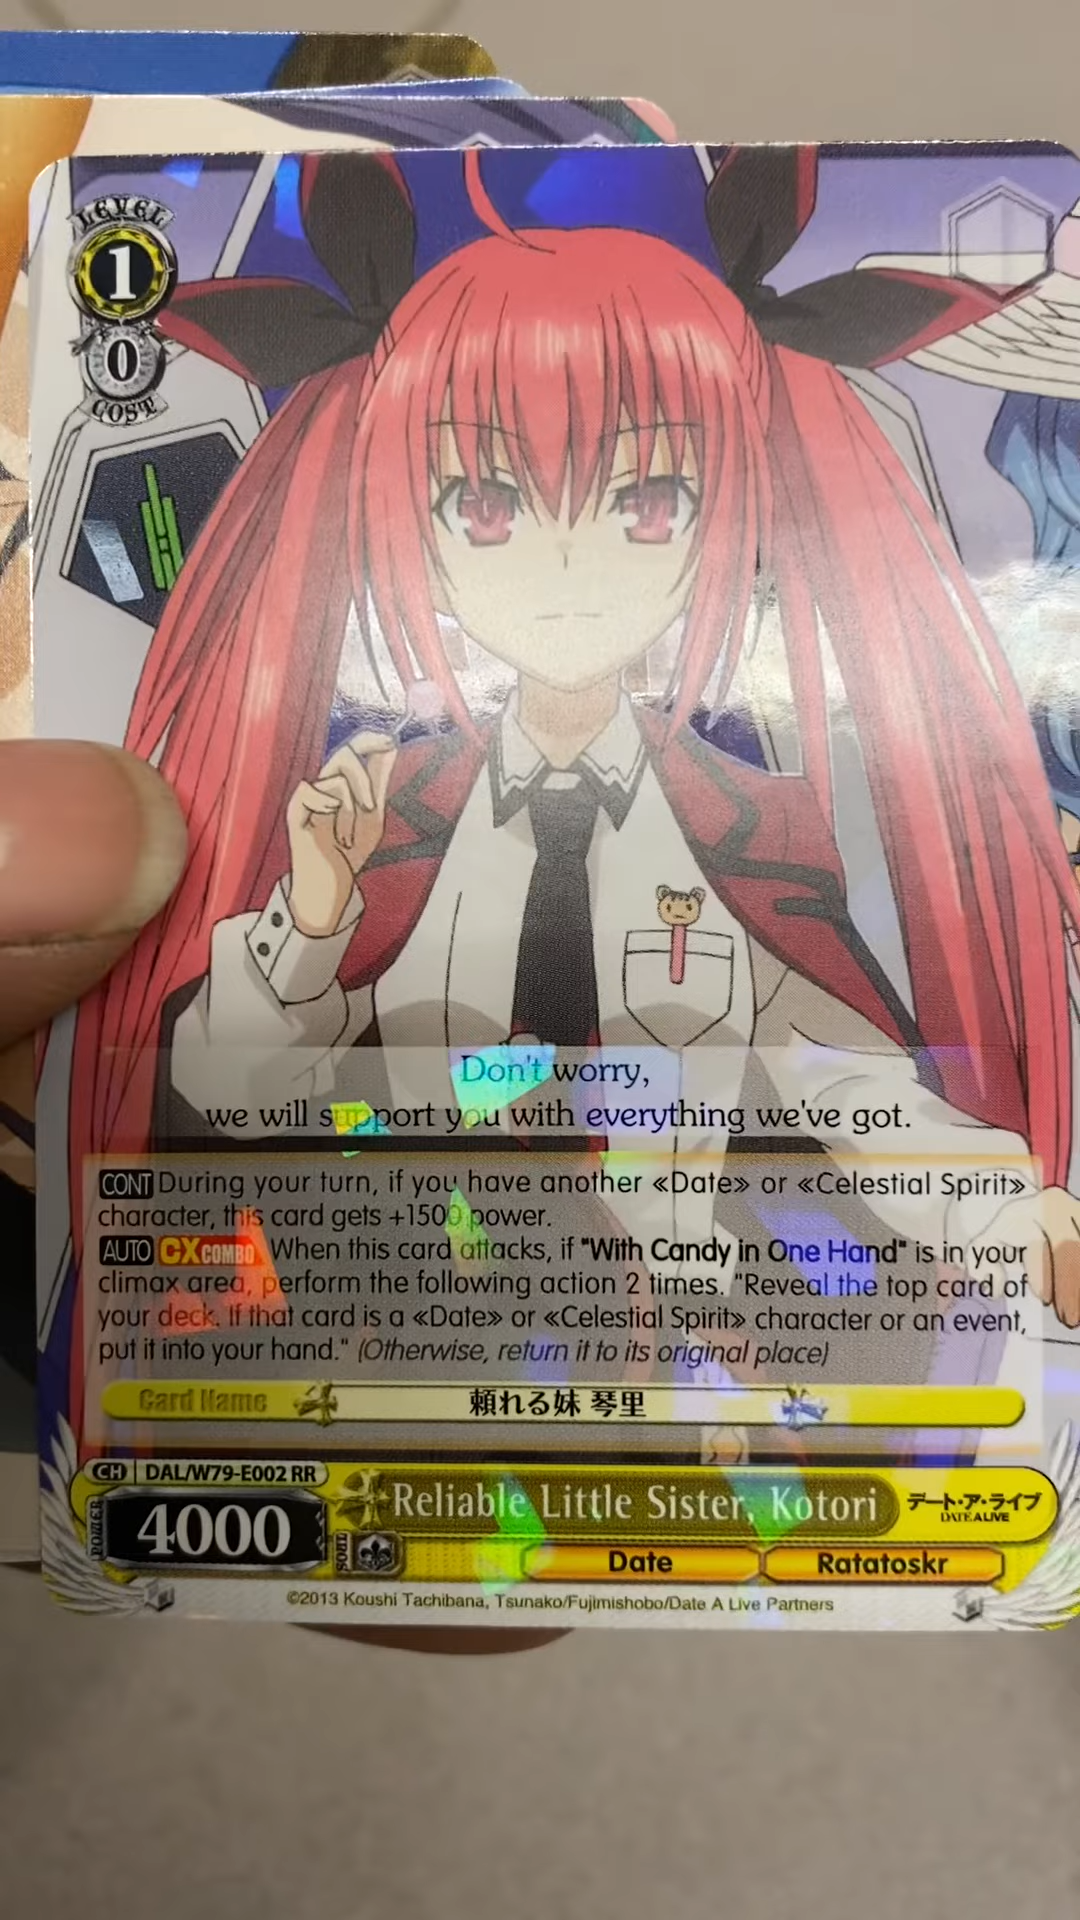 LEVEL
1
0
COST
Don't worry,
we will support you with everything we've got.
CONT During your turn, if you have another «Date» or «Celestial Spirit»
character, this card gets +1500 power.
AUTO CX COMBO When this card attacks, if "With Candy in One Hand" is in your
climax area, perform the following action 2 times. "Reveal the top card of
your deck. If that card is a «Date» or «Celestial Spirit» character or an event,
put it into your hand." (Otherwise, return it to its original place)
Card Name 頼れる妹 琴里
CH DAL/W79-E002 RR
POWER 4000
SOUL
Reliable Little Sister, Kotori
デート・ア・ライブ
DATE A LIVE
Date Ratatoskr
©2013 Koushi Tachibana, Tsunako/Fujimishobo/Date A Live Partners